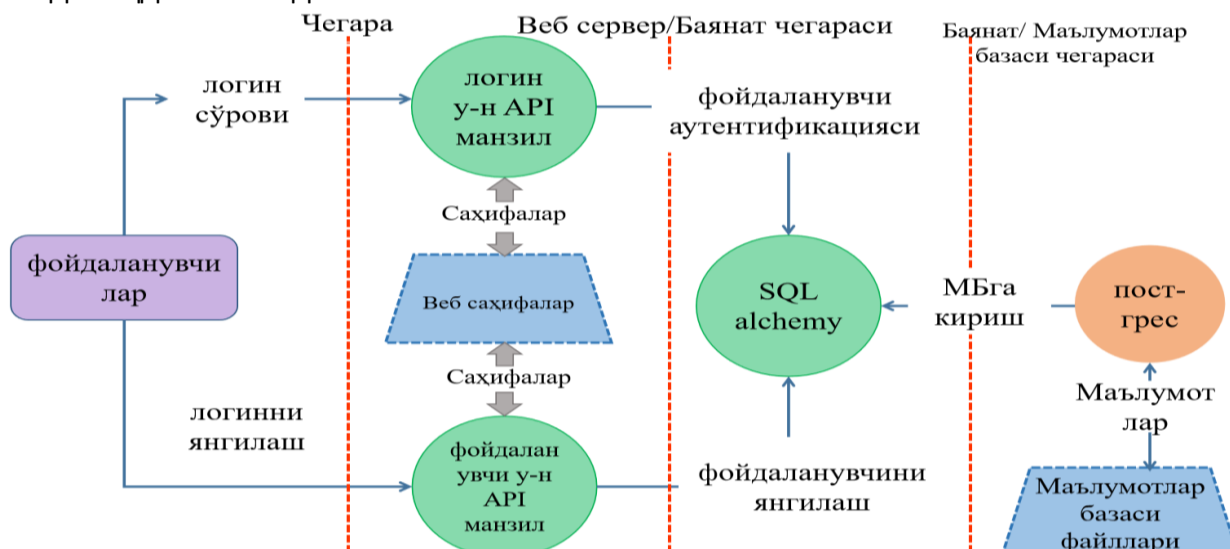 Чегара
Веб сервер/Баянат чегараси
Баянат/ Маълумотлар
базаси чегараси
логин
сўрови
логин
у-н API
манзил
фойдаланувчи
аутентификацияси
Саҳифалар
фойдаланувчи
лар
Веб саҳифалар
SQL
alchemy
МБга
кириш
пост-
грес
Саҳифалар
Маълумот
лар
логинни
янгилаш
фойдалан
увчи у-н
API
манзил
фойдаланувчини
янгилаш
Маълумотлар
базаси
файллари